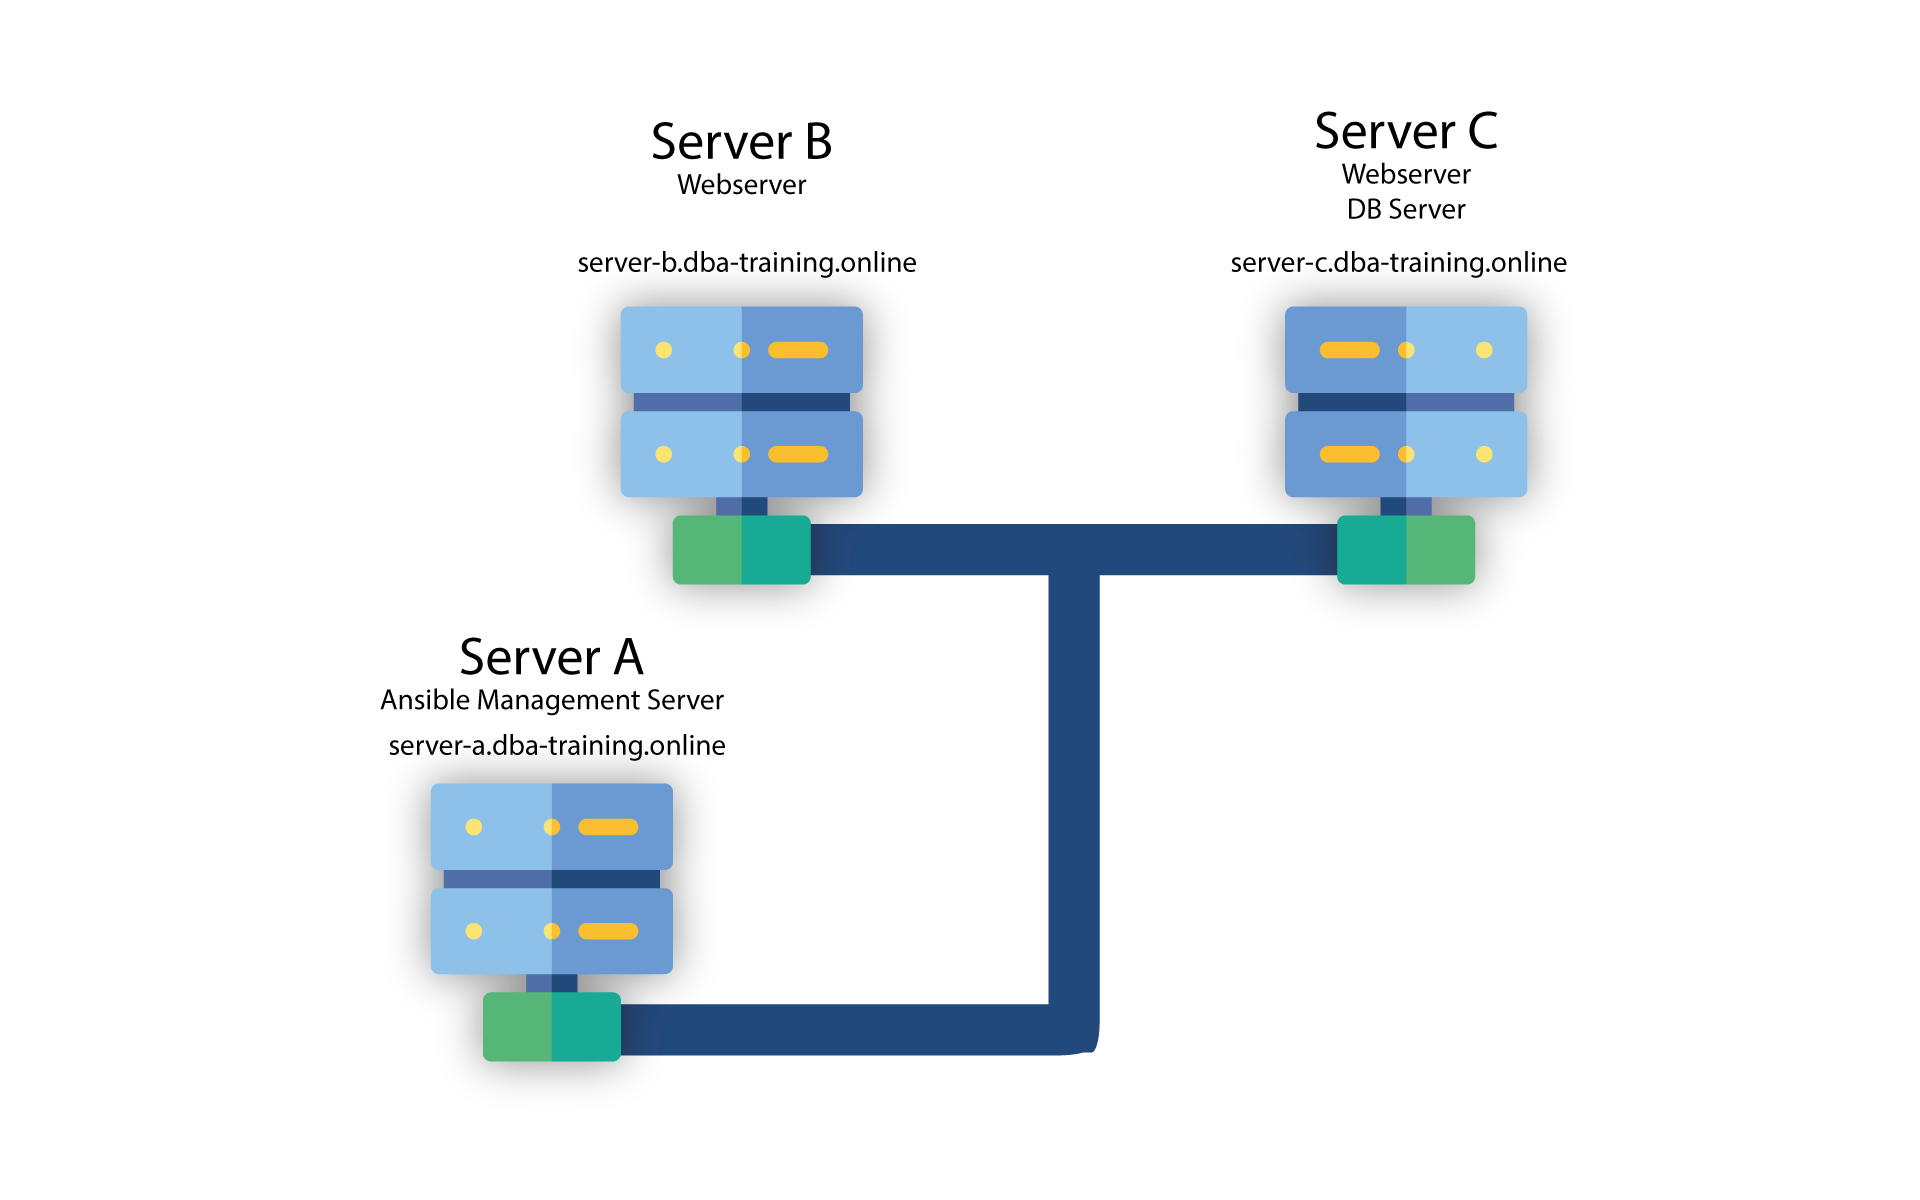 Server B
Webserver
server-b.dba-training.online
Server C
Webserver
DB Server
server-c.dba-training.online
Server A
Ansible Management Server
server-a.dba-training.online